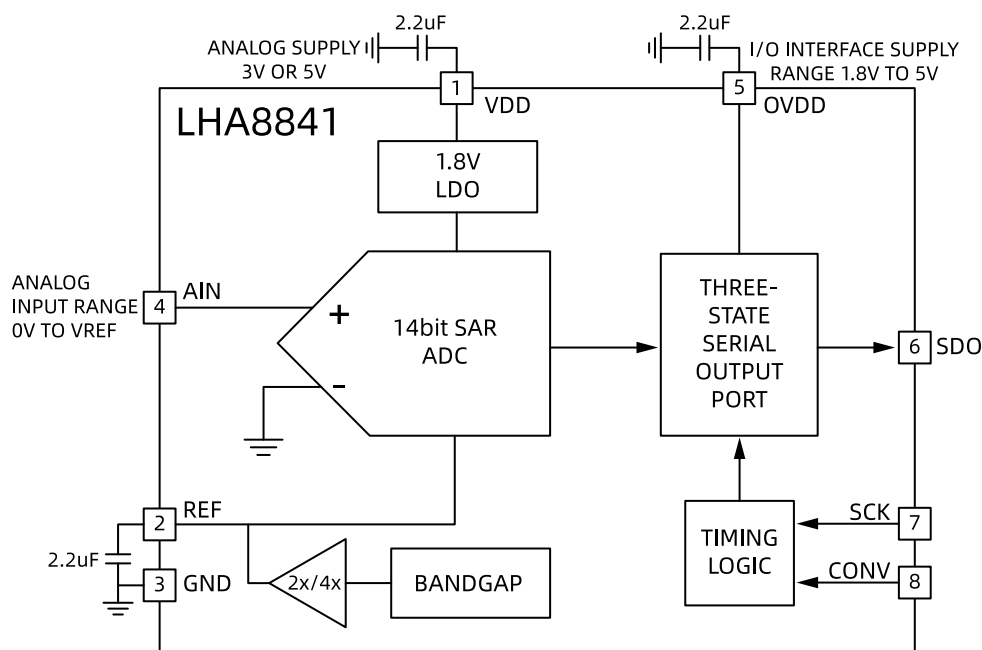 2.2uF
2.2uF
ANALOG SUPPLY
3V OR 5V
I/O INTERFACE SUPPLY
RANGE 1.8V TO 5V
1
VDD
5
OVDD
LHA8841
1.8V
LDO
ANALOG
INPUT RANGE
0V TO VREF
4
AIN
+
-
14bit SAR
ADC
THREE-
STATE
SERIAL
OUTPUT
PORT
6
SDO
2
REF
2.2uF
3
GND
2x/4x
BANDGAP
TIMING
LOGIC
SCK
7
CONV
8